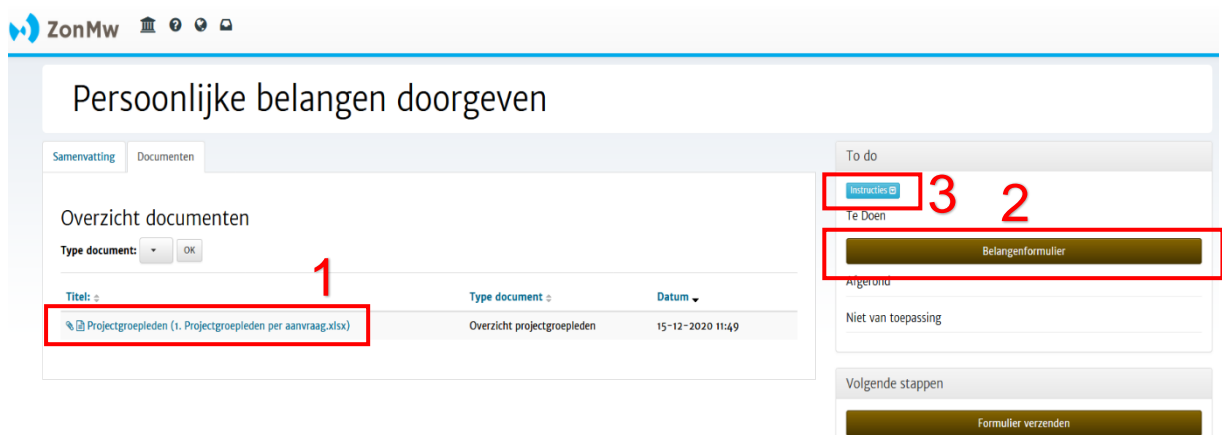 ZonMw
Persoonlijke belangen doorgeven
Samenvatting Documenten
Overzicht documenten
Type document: OK
1
Titel: Type document Datum
Projectgroepleden (1. Projectgroepleden per aanvraag.xlsx) Overzicht projectgroepleden 15-12-2020 11:49
To do
Instructies 3
2
Te Doen
Belangenformulier
Afgerond
Niet van toepassing
Volgende stappen
Formulier verzenden